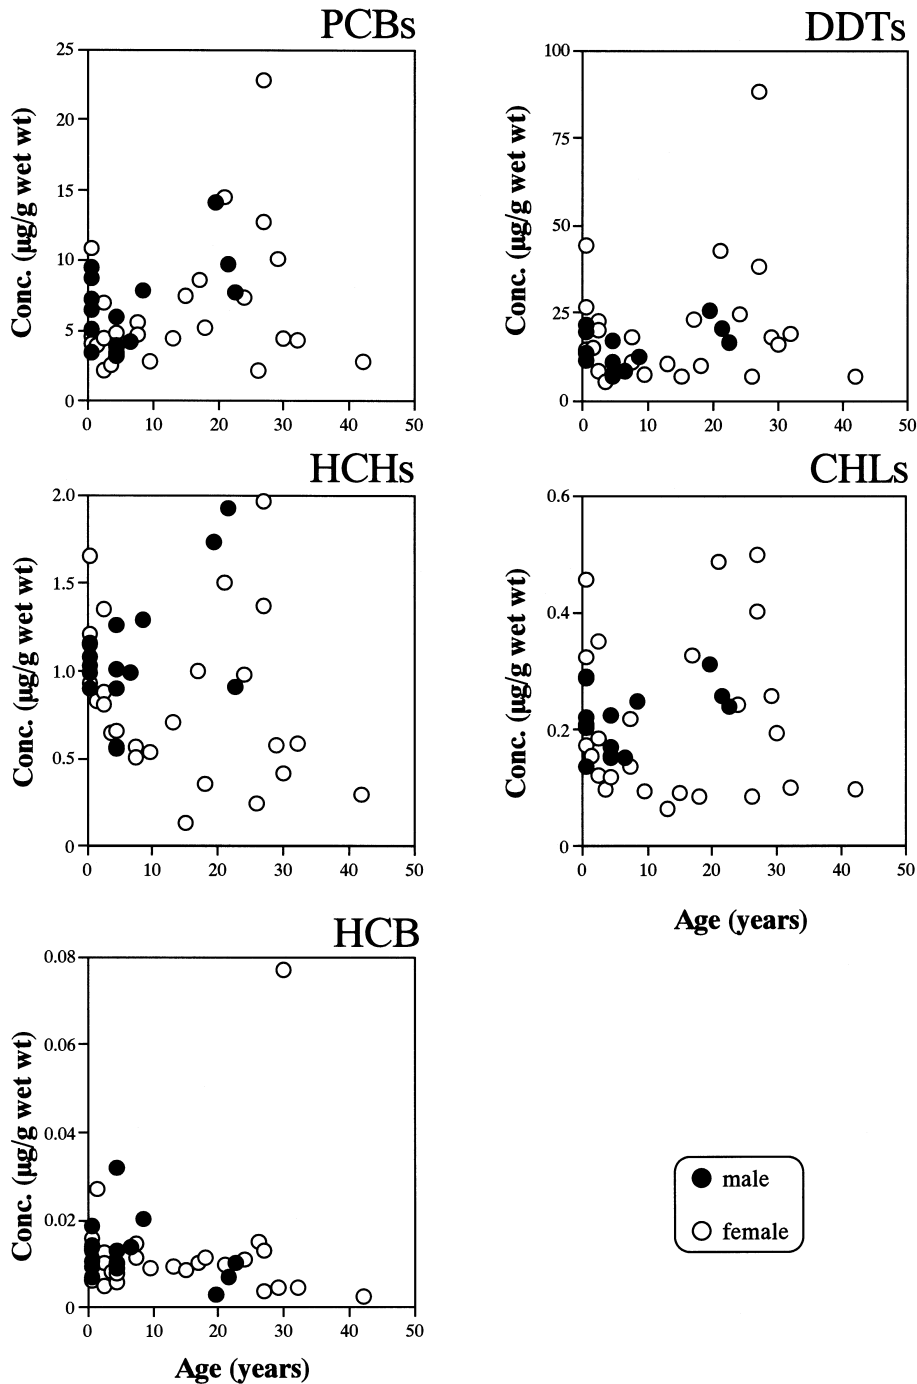 PCBs
25
20
15
10
5
0
0 10 20 30 40 50
Conc. (µg/g wet wt)
DDTs
100
75
50
25
0
0 10 20 30 40 50
Conc. (µg/g wet wt)
HCHs
2.0
1.5
1.0
0.5
0
0 10 20 30 40 50
Conc. (µg/g wet wt)
CHLs
0.6
0.4
0.2
0
0 10 20 30 40 50
Conc. (µg/g wet wt)
Age (years)
HCB
0.08
0.06
0.04
0.02
0
0 10 20 30 40 50
Conc. (µg/g wet wt)
Age (years)
male
female